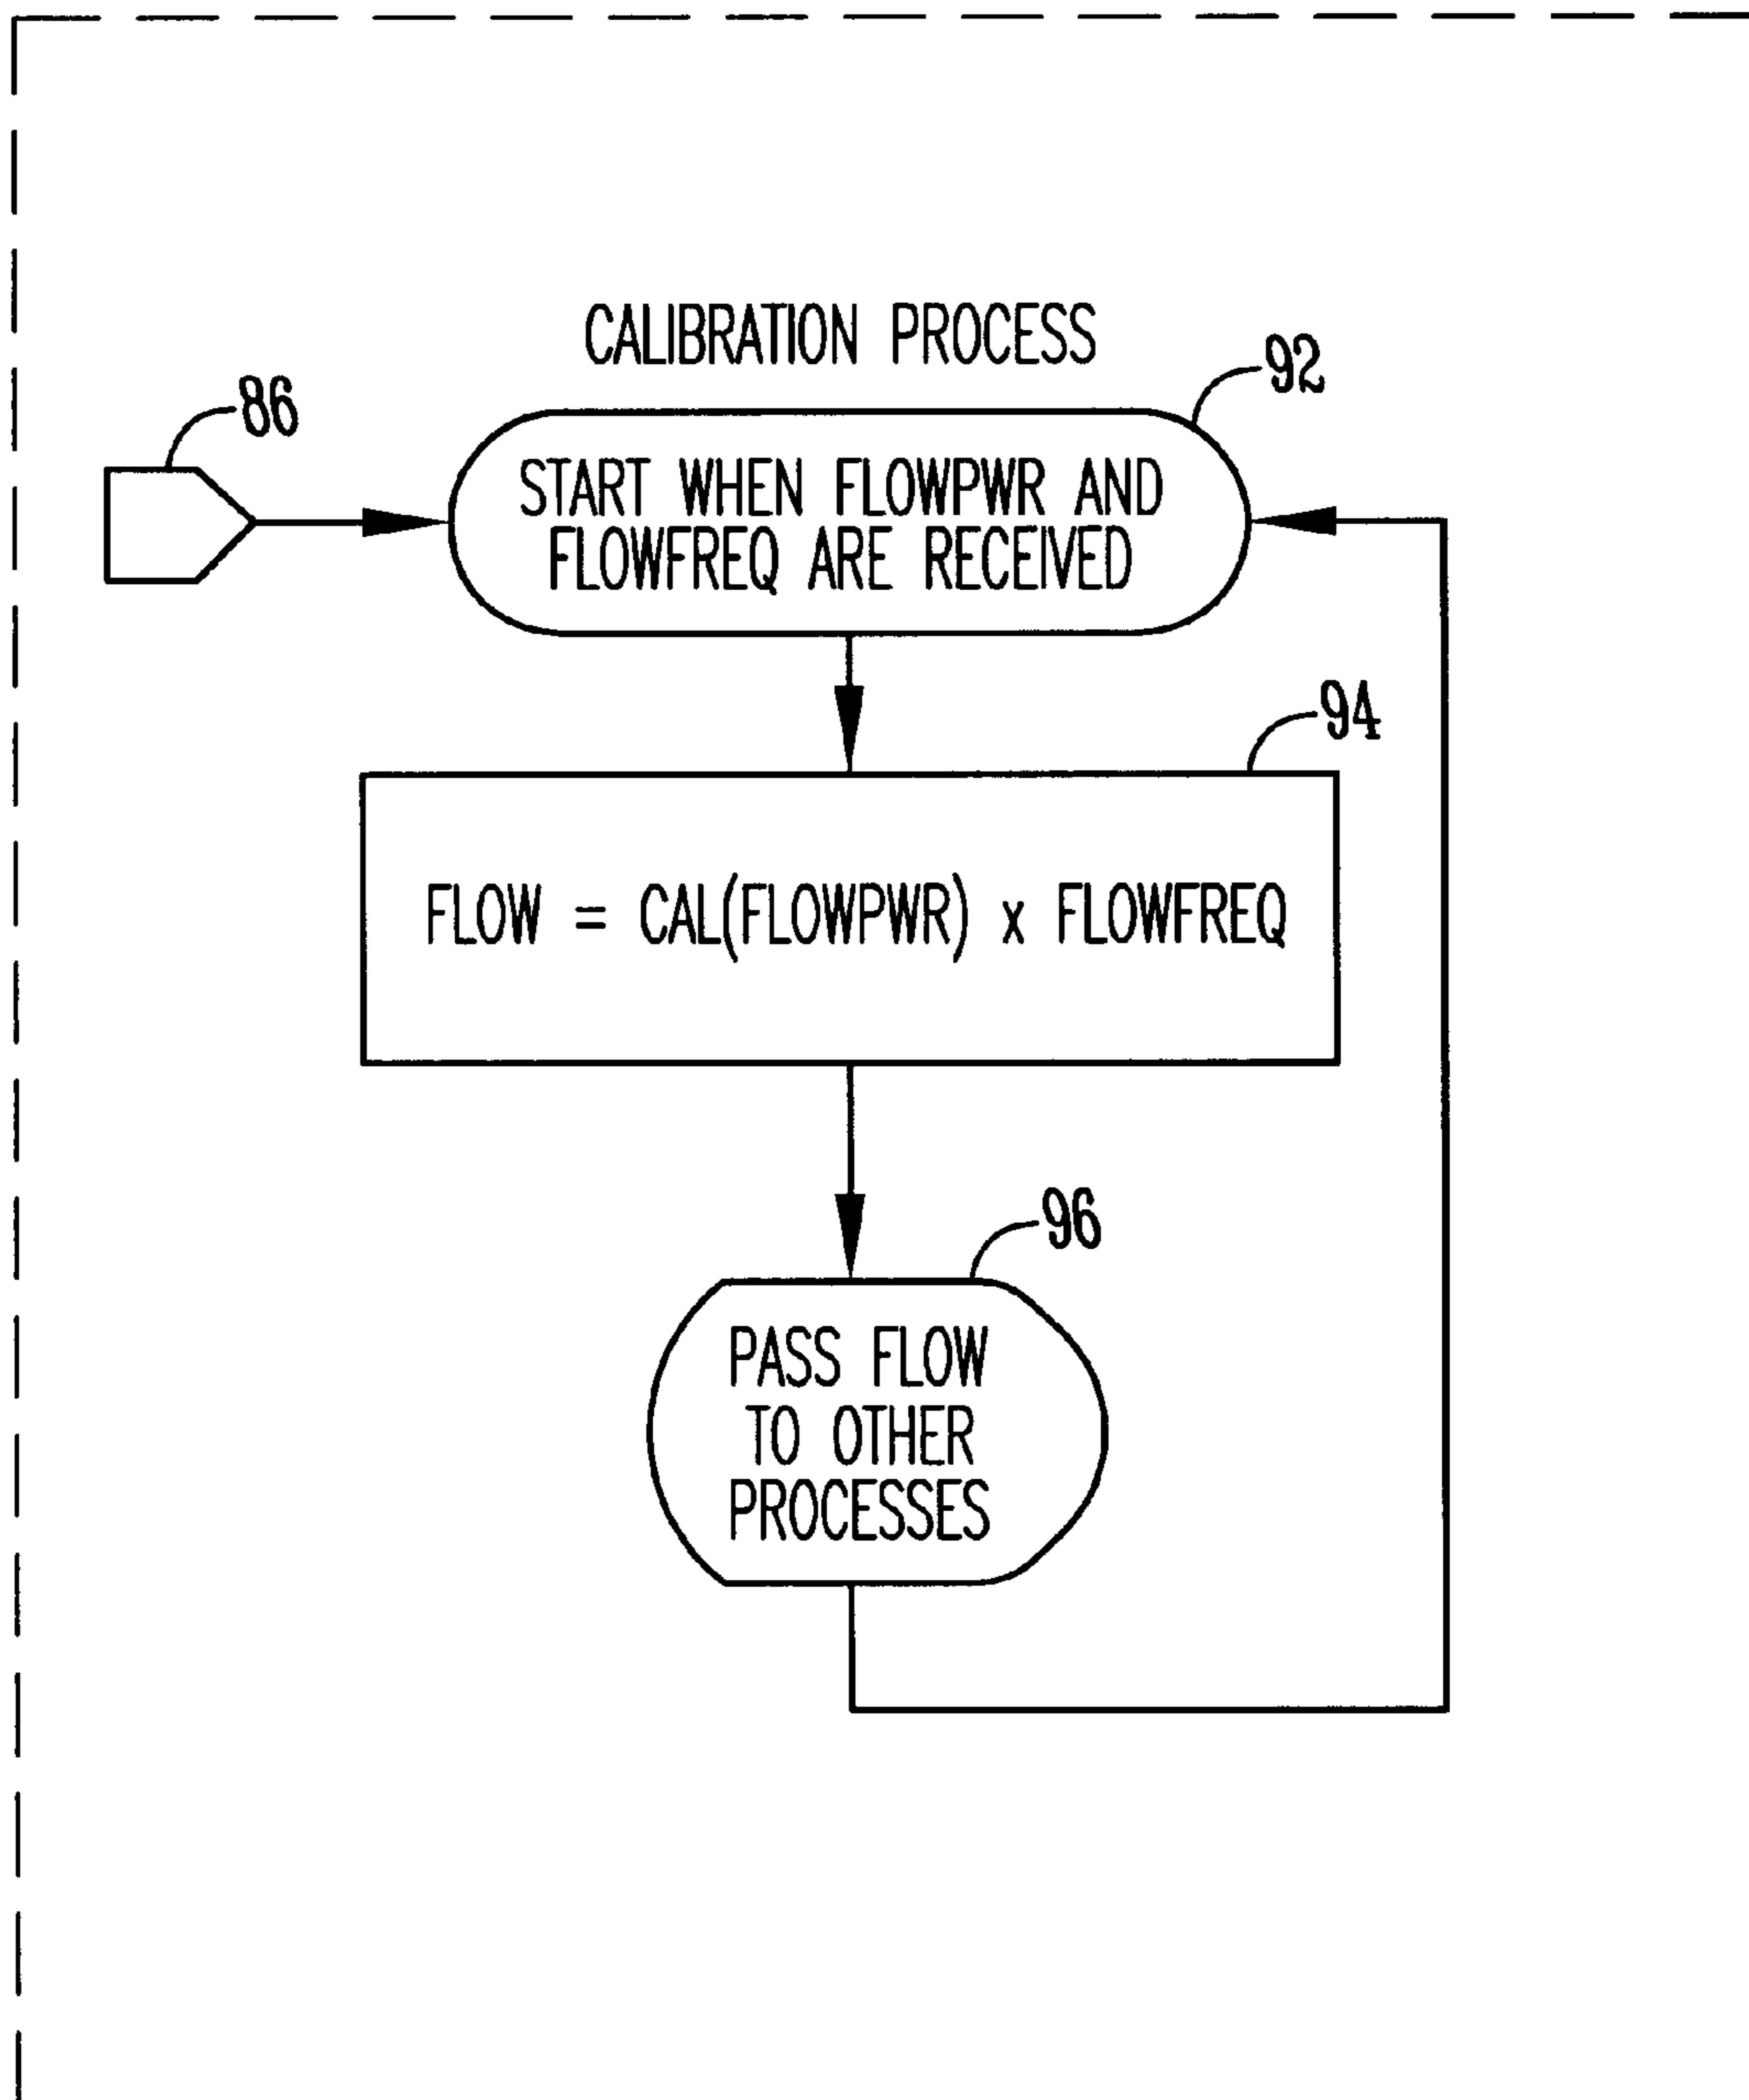 CALIBRATION PROCESS
92
86
START WHEN FLOWPWR AND
FLOWFREQ ARE RECEIVED
94
FLOW = CAL(FLOWPWR) x FLOWFREQ
96
PASS FLOW
TO OTHER
PROCESSES